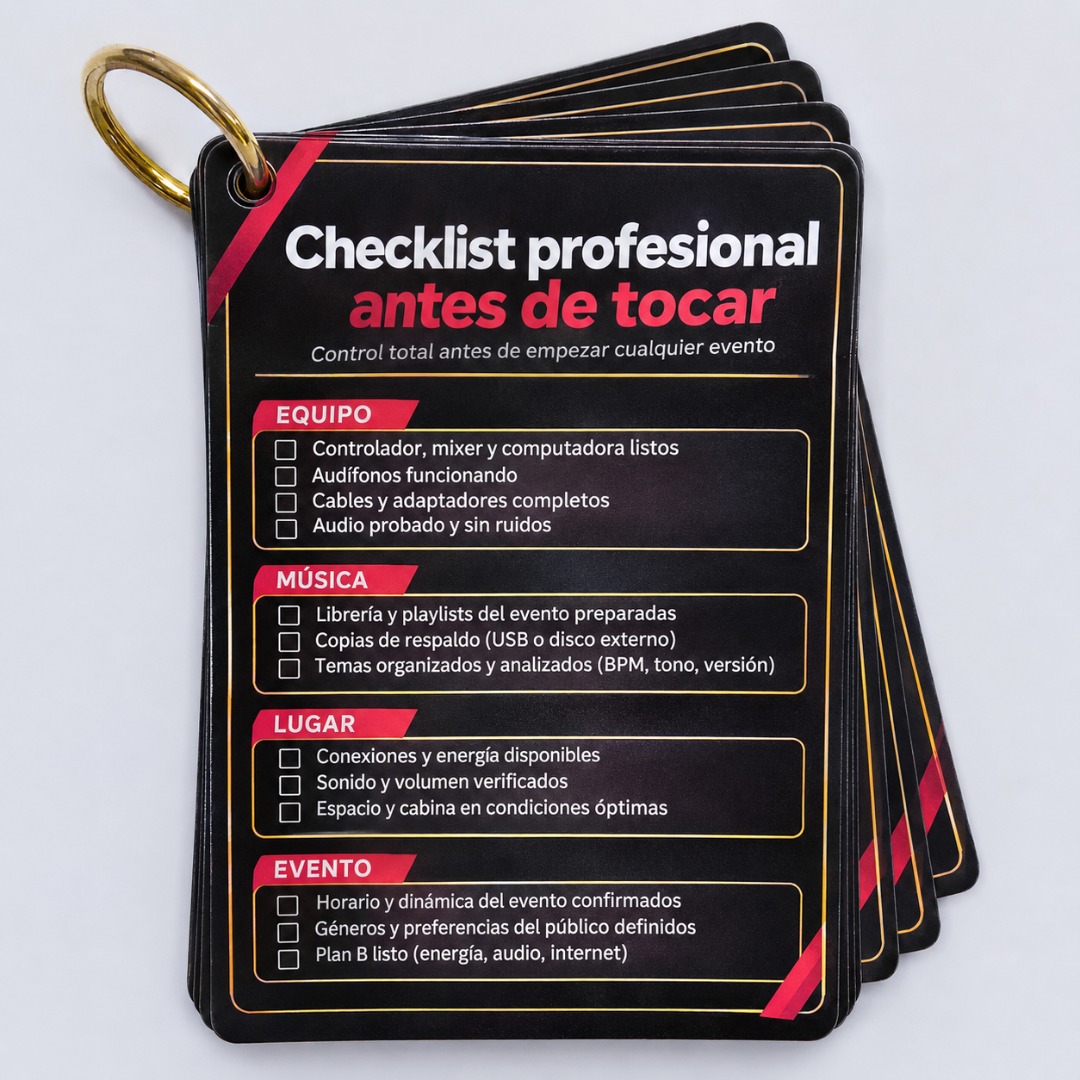 Checklist profesional
antes de tocar
Control total antes de empezar cualquier evento
EQUIPO
Controlador, mixer y computadora listos
Audífonos funcionando
Cables y adaptadores completos
Audio probado y sin ruidos
MÚSICA
Librería y playlists del evento preparadas
Copias de respaldo (USB o disco externo)
Temas organizados y analizados (BPM, tono, versión)
LUGAR
Conexiones y energía disponibles
Sonido y volumen verificados
Espacio y cabina en condiciones óptimas
EVENTO
Horario y dinámica del evento confirmados
Géneros y preferencias del público definidos
Plan B listo (energía, audio, internet)